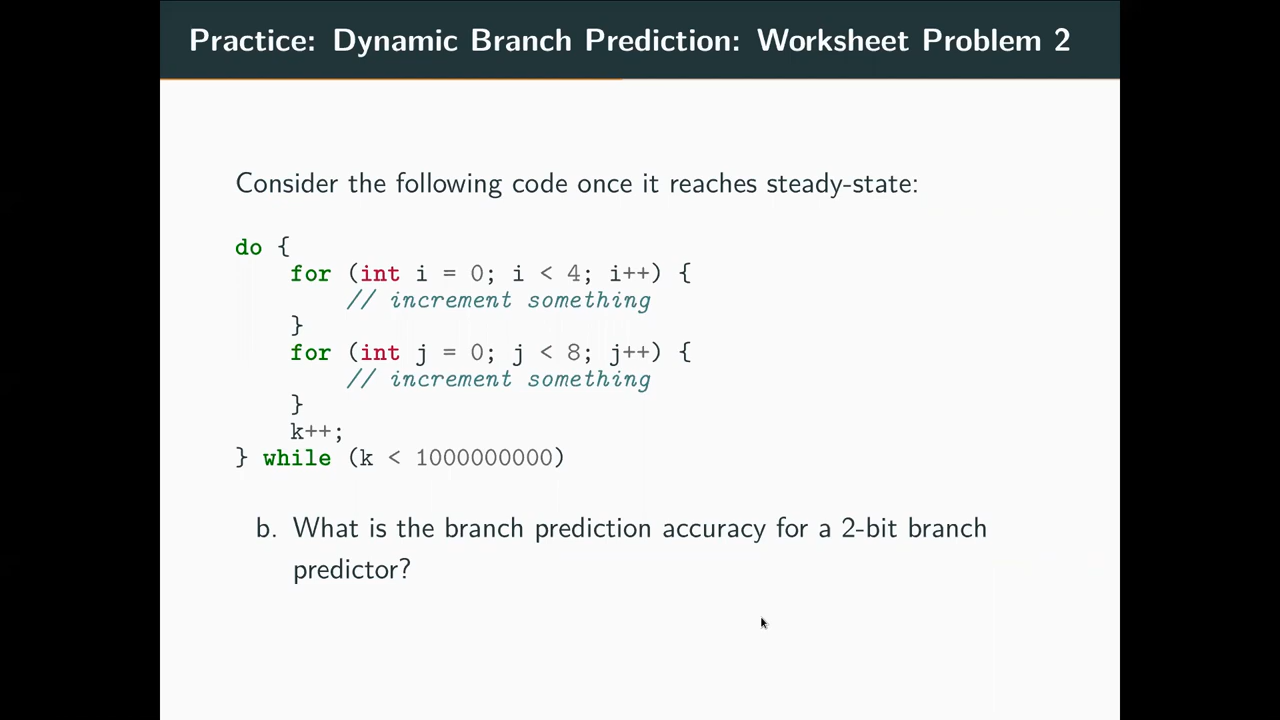 Practice: Dynamic Branch Prediction: Worksheet Problem 2
Consider the following code once it reaches steady-state:
do {
    for (int i = 0; i < 4; i++) {
        // increment something
    }
    for (int j = 0; j < 8; j++) {
        // increment something
    }
    k++;
} while (k < 1000000000)
b. What is the branch prediction accuracy for a 2-bit branch
predictor?